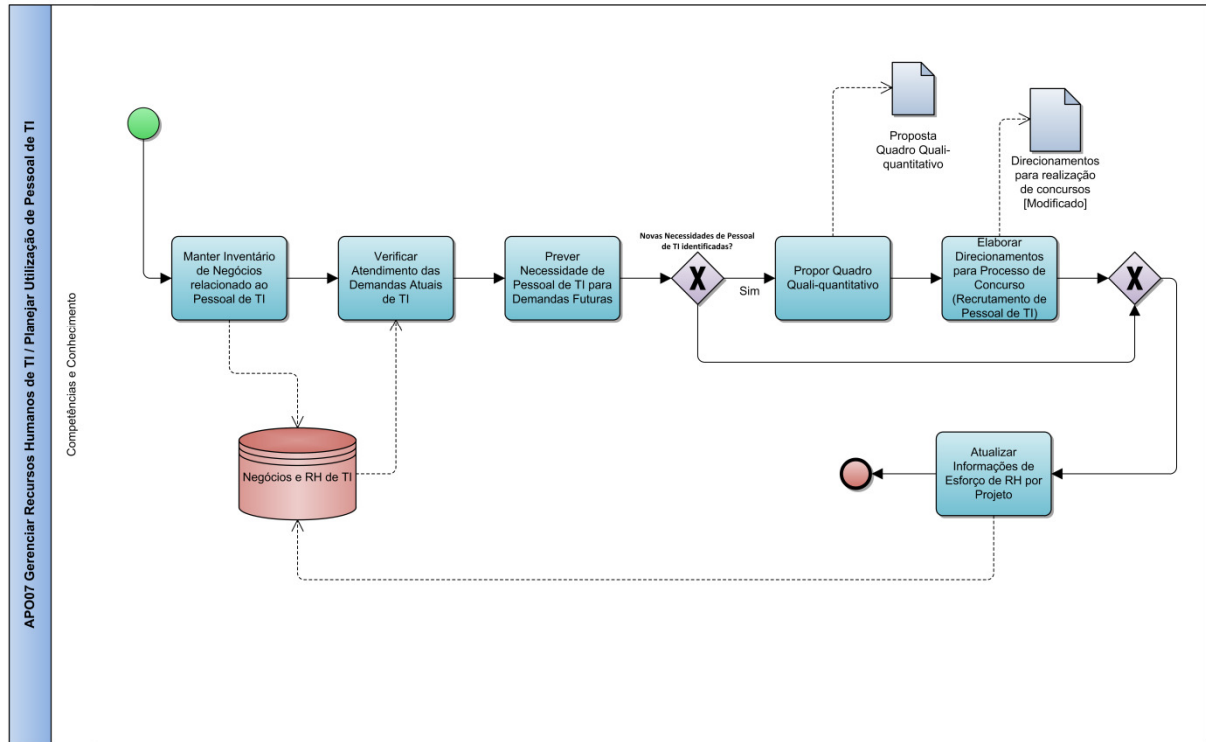 APO07 Gerenciar Recursos Humanos de TI / Planejar Utilização de Pessoal de TI
Competências e Conhecimento
Proposta
Quadro Quali-
quantitativo
Direcionamentos
para realização
de concursos
[Modificado]
Manter Inventário
de Negócios
relacionado ao
Pessoal de TI
Verificar
Atendimento das
Demandas Atuais
de TI
Prever
Necessidade de
Pessoal de TI para
Demandas Futuras
Novas Necessidades de Pessoal
de TI identificadas?
X
Sim
Propor Quadro
Quali-quantitativo
Elaborar
Direcionamentos
para Processo de
Concurso
(Recrutamento de
Pessoal de TI)
X
Negócios e RH de TI
Atualizar
Informações de
Esforço de RH por
Projeto